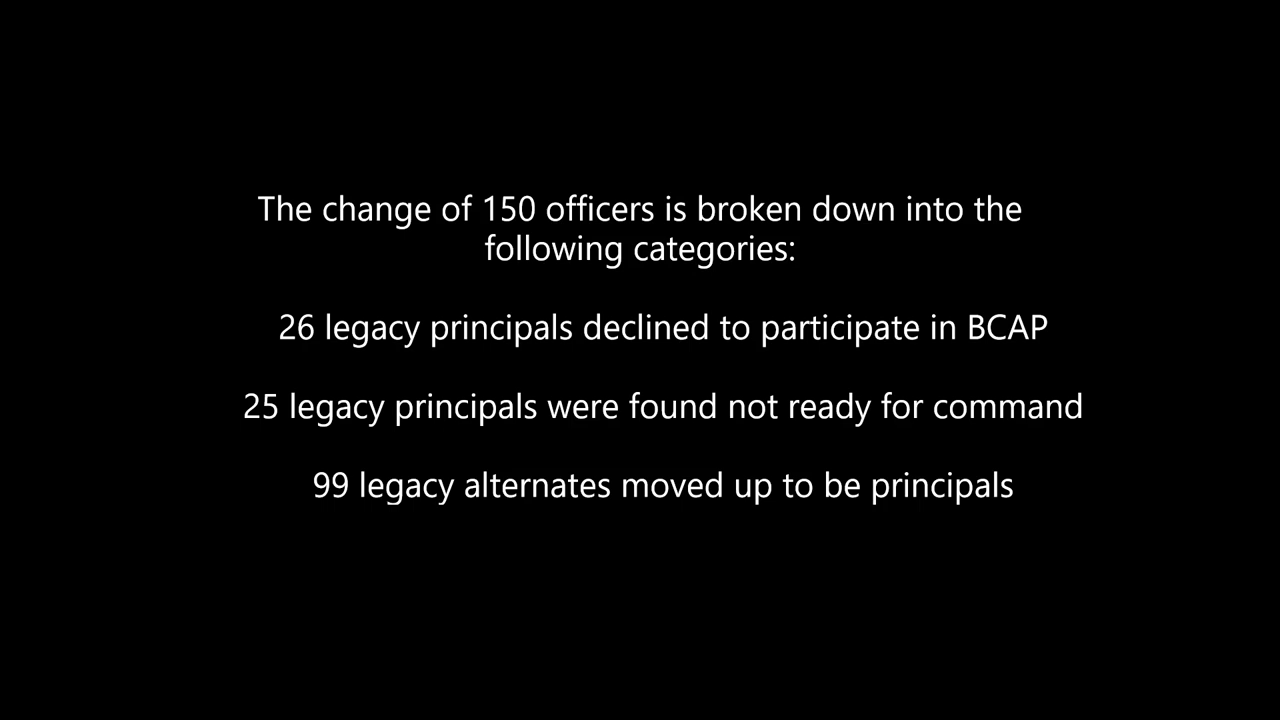 The change of 150 officers is broken down into the
following categories:
26 legacy principals declined to participate in BCAP
25 legacy principals were found not ready for command
99 legacy alternates moved up to be principals